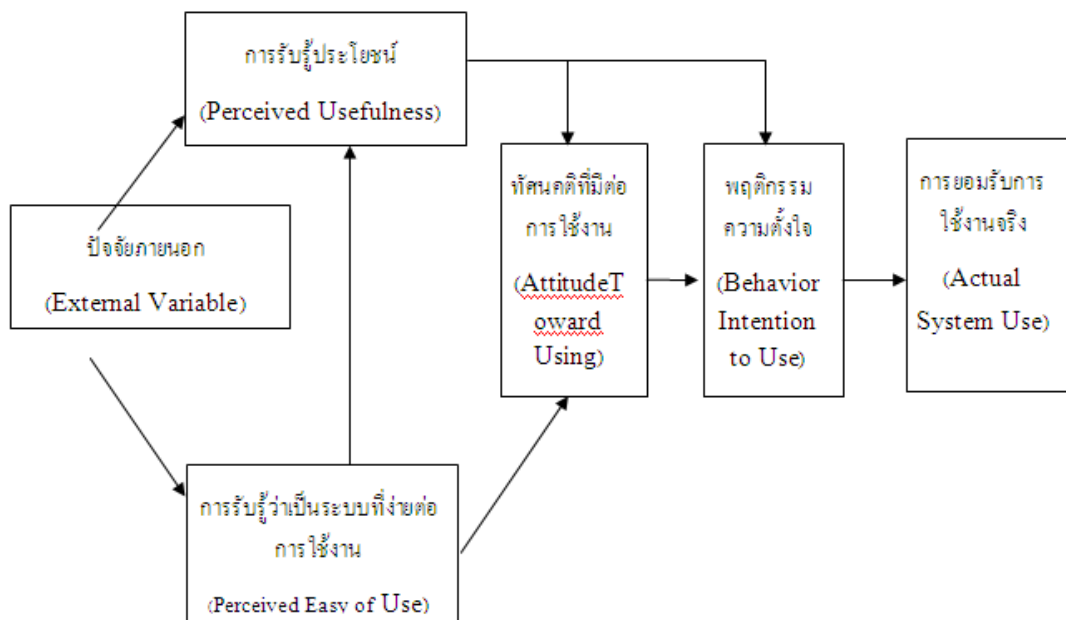 การรับรู้ประโยชน์
(Perceived Usefulness)
ปัจจัยภายนอก
(External Variable)
การรับรู้ว่าเป็นระบบที่ง่ายต่อ
การใช้งาน
(Perceived Easy of Use)
ทัศนคติที่มีต่อ
การใช้งาน
(AttitudeT
oward
Using)
พฤติกรรม
ความตั้งใจ
(Behavior
Intention
to Use)
การยอมรับการ
ใช้งานจริง
(Actual
System Use)